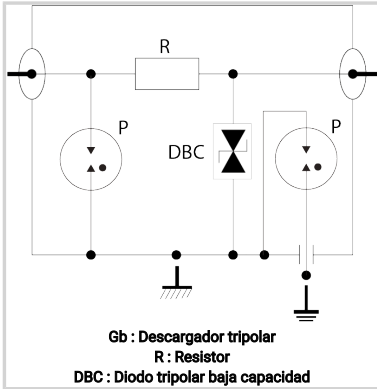 R
P
DBC
P
Gb : Descargador tripolar
R : Resistor
DBC : Diodo tripolar baja capacidad